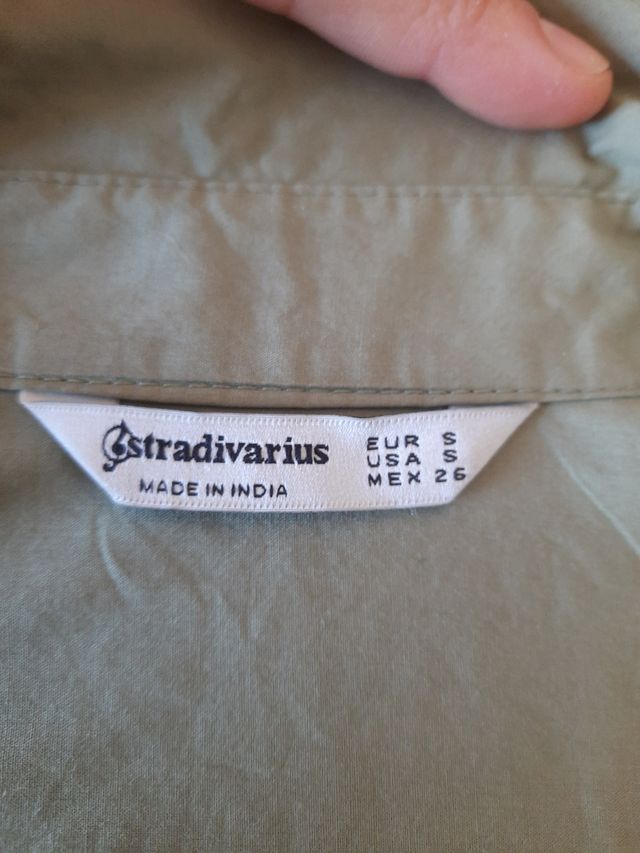 stradivarius
MADE IN INDIA
EUR S
USA S
MEX 26